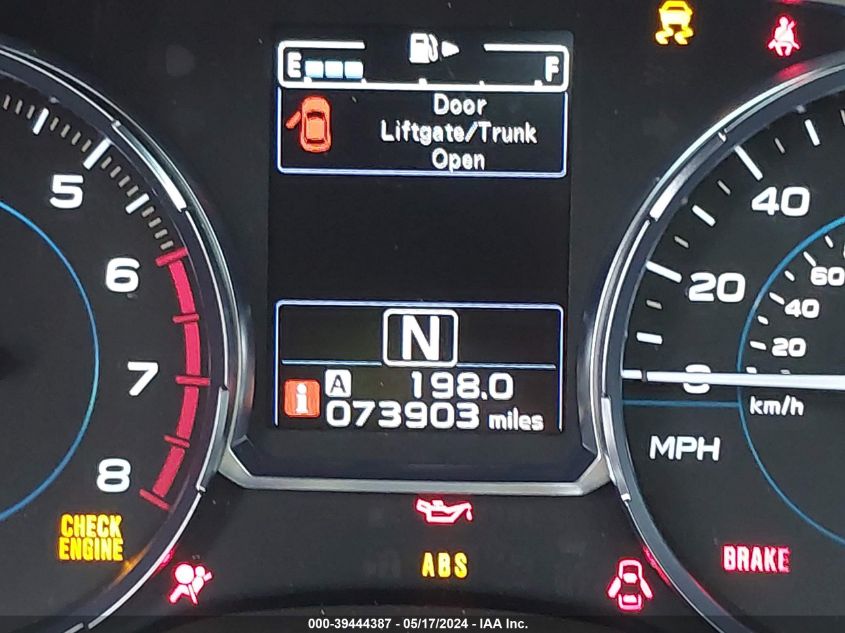 E F
Door
Liftgate/Trunk
Open
5
6
7
8
40
20
0
60
40
20
km/h
MPH
N
A 198.0
i 073903 miles
CHECK
ENGINE
ABS
BRAKE
000-39444387 - 05/17/2024 - IAA Inc.